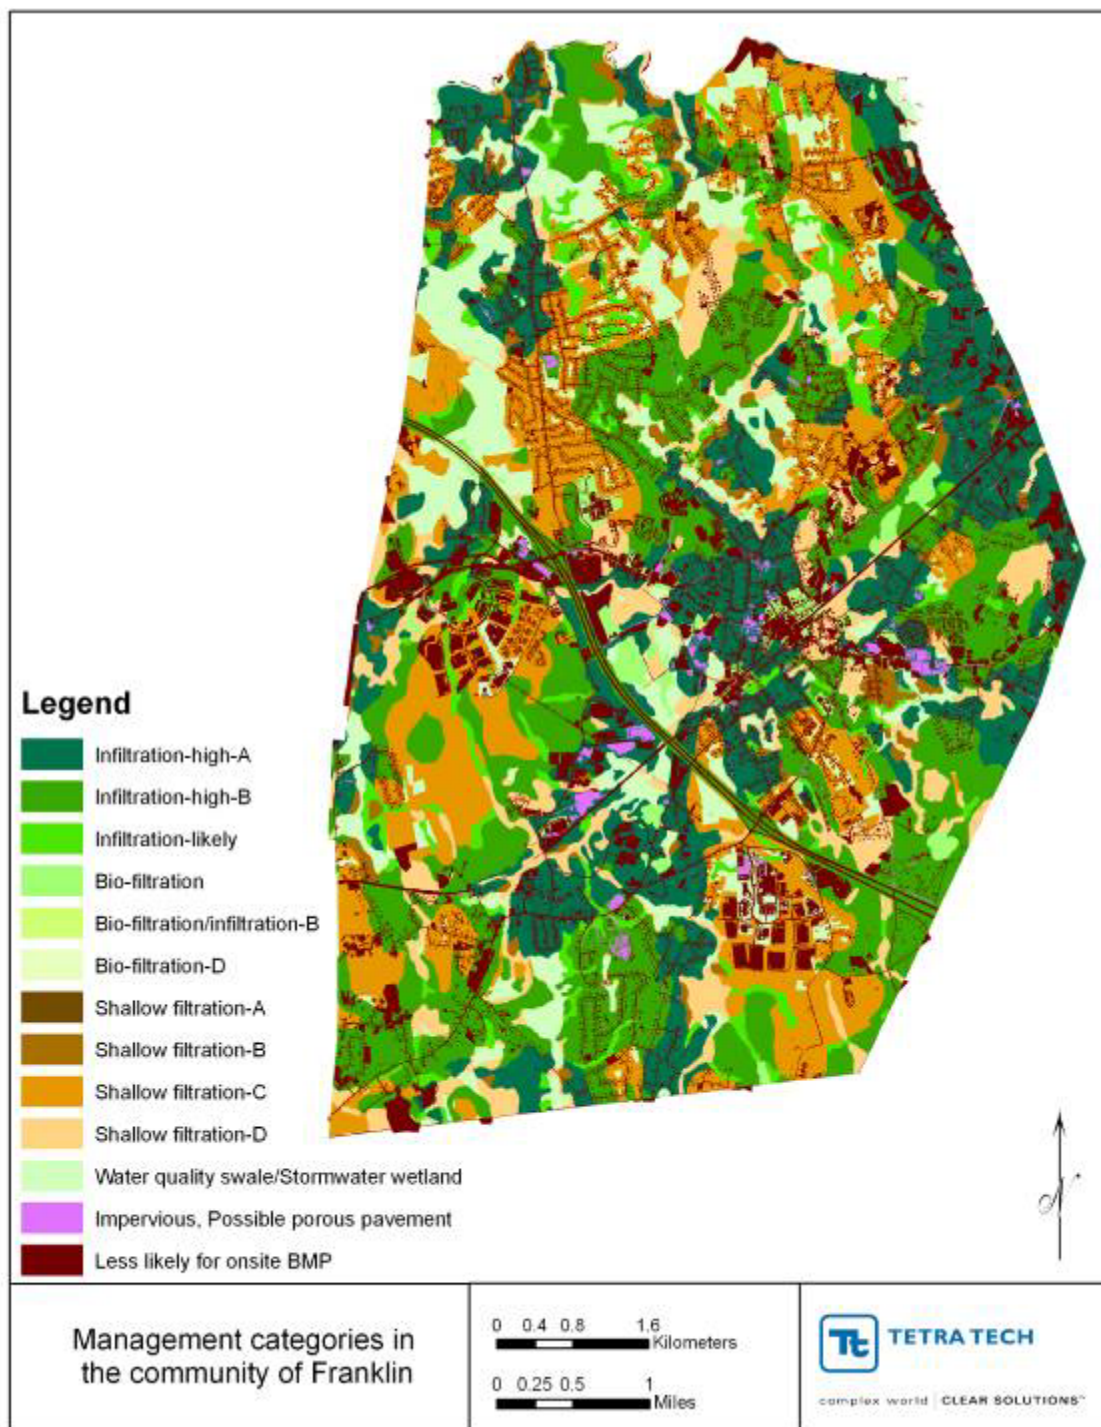 Legend
Infiltration-high-A
Infiltration-high-B
Infiltration-likely
Bio-filtration
Bio-filtration/infiltration-B
Bio-filtration-D
Shallow filtration-A
Shallow filtration-B
Shallow filtration-C
Shallow filtration-D
Water quality swale/Stormwater wetland
Impervious, Possible porous pavement
Less likely for onsite BMP
N
Management categories in
the community of Franklin
0 0.4 0.8 1.6
Kilometers
0 0.25 0.5 1
Miles
Tt TETRA TECH
complex world | CLEAR SOLUTIONS™